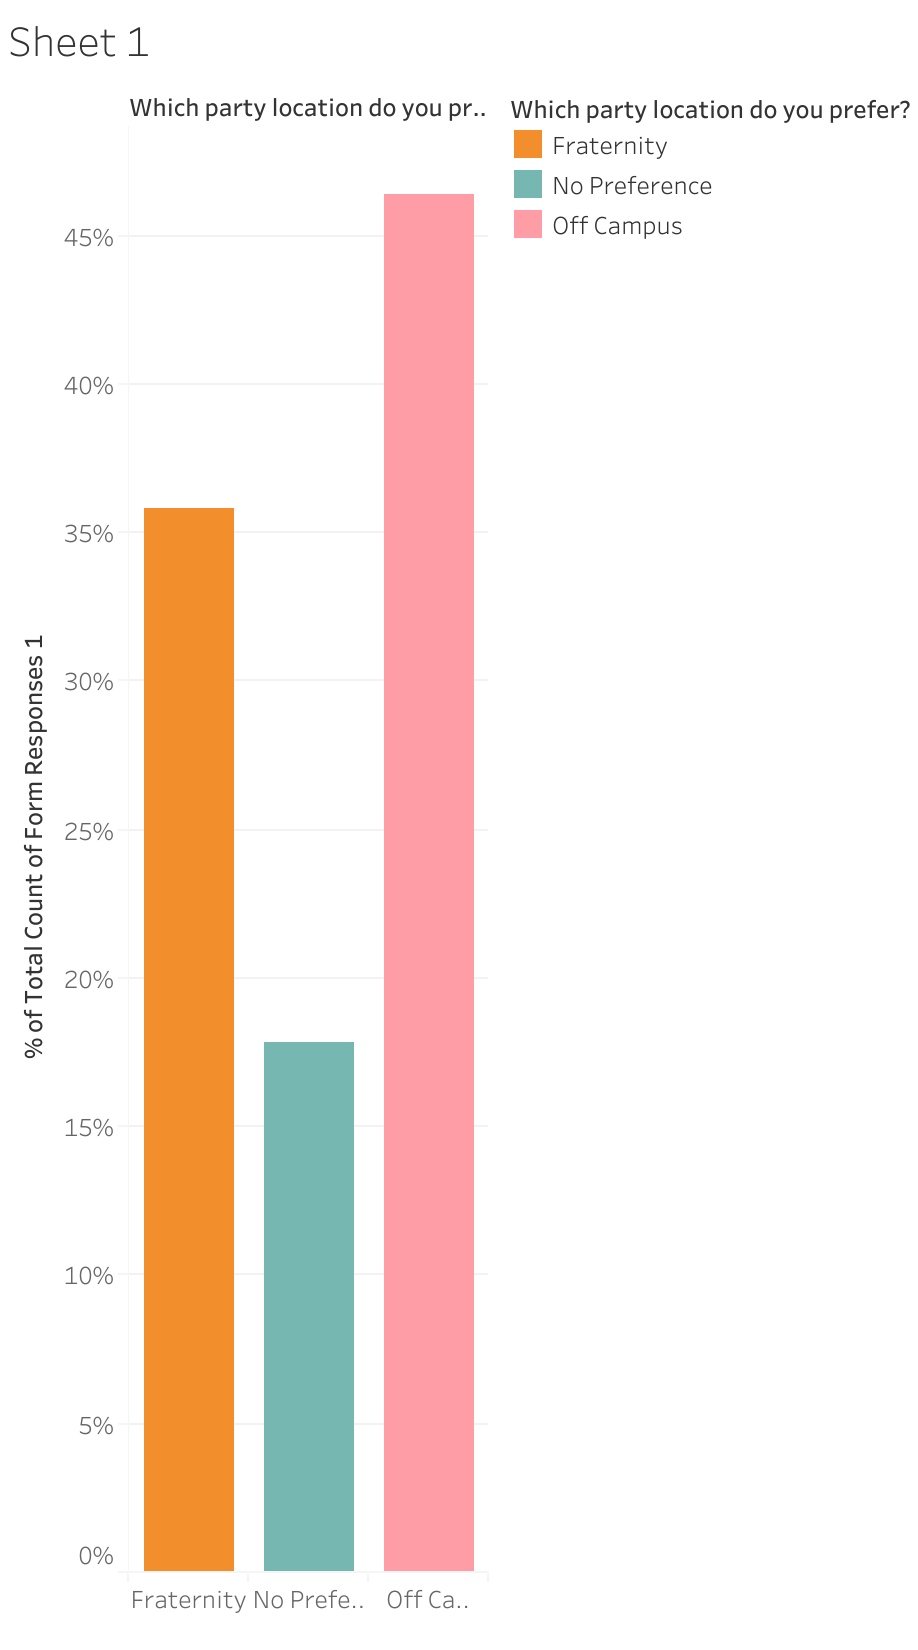 Sheet 1
Which party location do you pr..
Which party location do you prefer?
Fraternity
No Preference
Off Campus
% of Total Count of Form Responses 1
45%
40%
35%
30%
25%
20%
15%
10%
5%
0%
Fraternity No Prefe.. Off Ca..